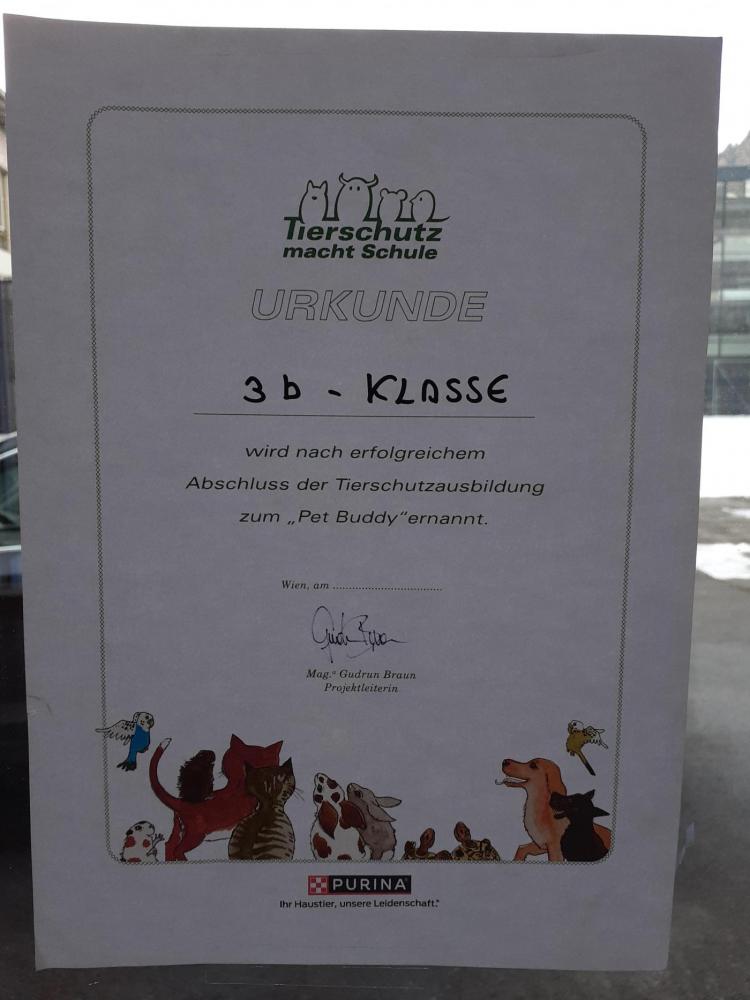 Tierschutz
macht Schule
URKUNDE
3b - KLASSE
wird nach erfolgreichem
Abschluss der Tierschutzausbildung
zum „Pet Buddy“ernannt.
Wien, am ..................................
Mag.ª Gudrun Braun
Projektleiterin
PURINA
Ihr Haustier, unsere Leidenschaft.®